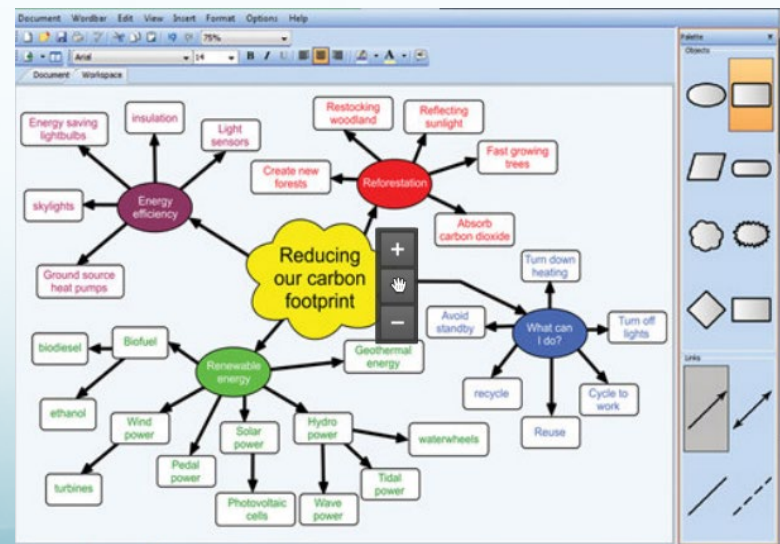 Document Wordbar Edit View Insert Format Options Help
75%
Arial 14 B I U A
Document Workspace
Palette
Objects
Energy saving
lightbulbs
insulation
Light
sensors
skylights
Energy
efficiency
Ground source
heat pumps
Restocking
woodland
Reflecting
sunlight
Create new
forests
Reforestation
Fast growing
trees
Absorb
carbon dioxide
Reducing
our carbon
footprint
Turn down
heating
Avoid
standby
What can
I do?
Turn off
lights
recycle
Reuse
Cycle to
work
biodiesel
Biofuel
Renewable
energy
Geothermal
energy
ethanol
Wind
power
turbines
Pedal
power
Solar
power
Photovoltaic
cells
Hydro
power
waterwheels
Wave
power
Tidal
power
Links